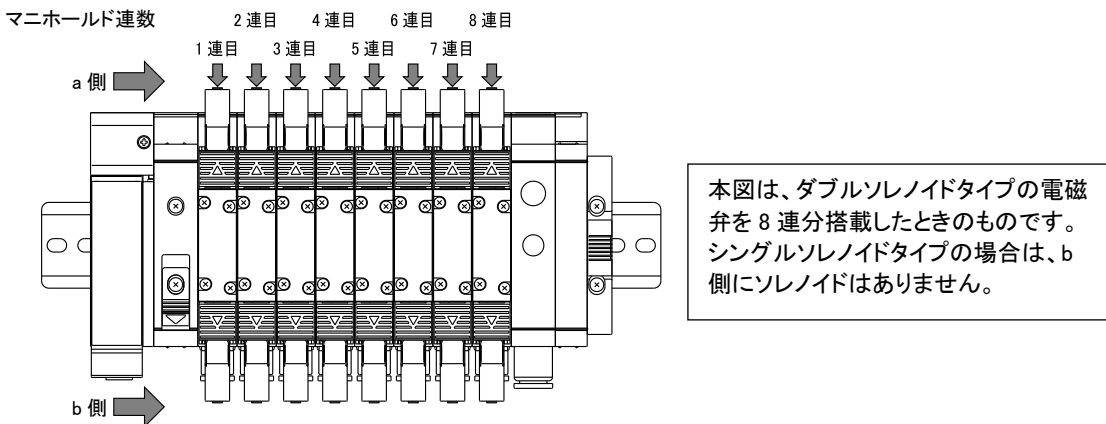 マニホールド連数
2 連目 4 連目 6 連目 8 連目
1 連目 3 連目 5 連目 7 連目
a 側
b 側
本図は、ダブルソレノイドタイプの電磁
弁を 8 連分搭載したときのものです。
シングルソレノイドタイプの場合は、b
側にソレノイドはありません。